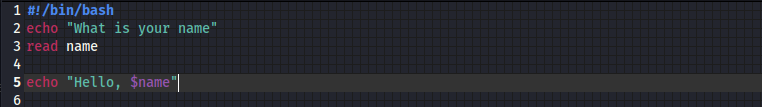 1 #!/bin/bash
2 echo "What is your name"
3 read name
4
5 echo "Hello, $name"
6